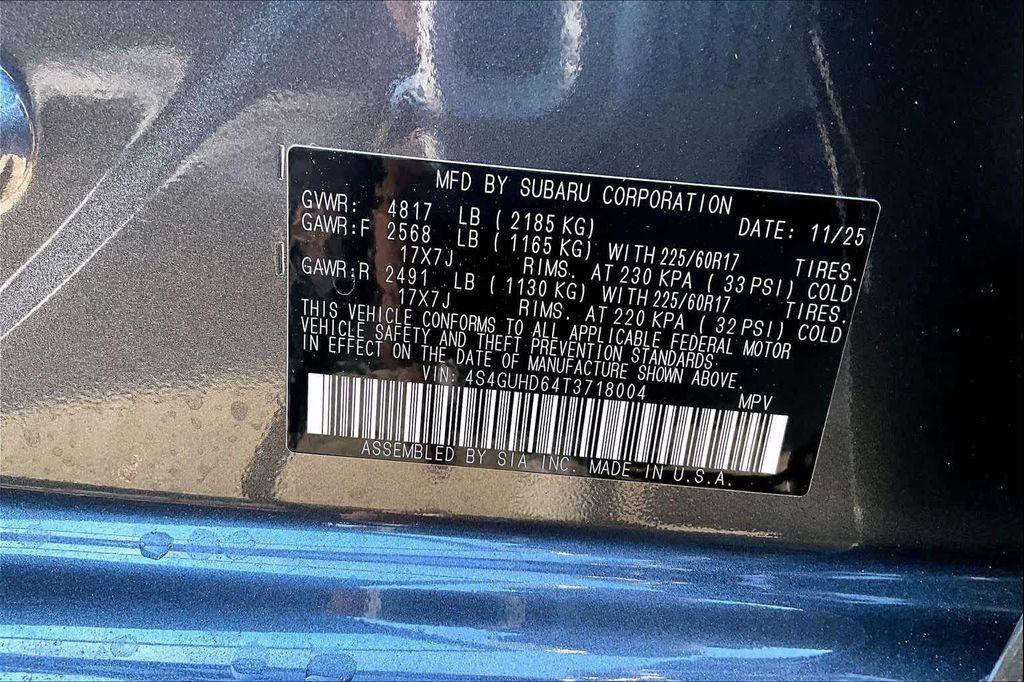 MFD BY SUBARU CORPORATION
GVWR: 4817 LB (2185 KG) DATE: 11/25
GAWR:F 2568 LB (1165 KG) WITH 225/60R17 TIRES.
17X7J RIMS. AT 230 KPA (33 PSI) COLD
GAWR:R 2491 LB (1130 KG) WITH 225/60R17 TIRES.
17X7J RIMS. AT 220 KPA (32 PSI) COLD
THIS VEHICLE CONFORMS TO ALL APPLICABLE FEDERAL MOTOR
VEHICLE SAFETY AND THEFT PREVENTION STANDARDS
IN EFFECT ON THE DATE OF MANUFACTURE SHOWN ABOVE.
VIN: 4S4GUHD64T3718004 MPV
ASSEMBLED BY SIA INC. MADE IN U.S.A.